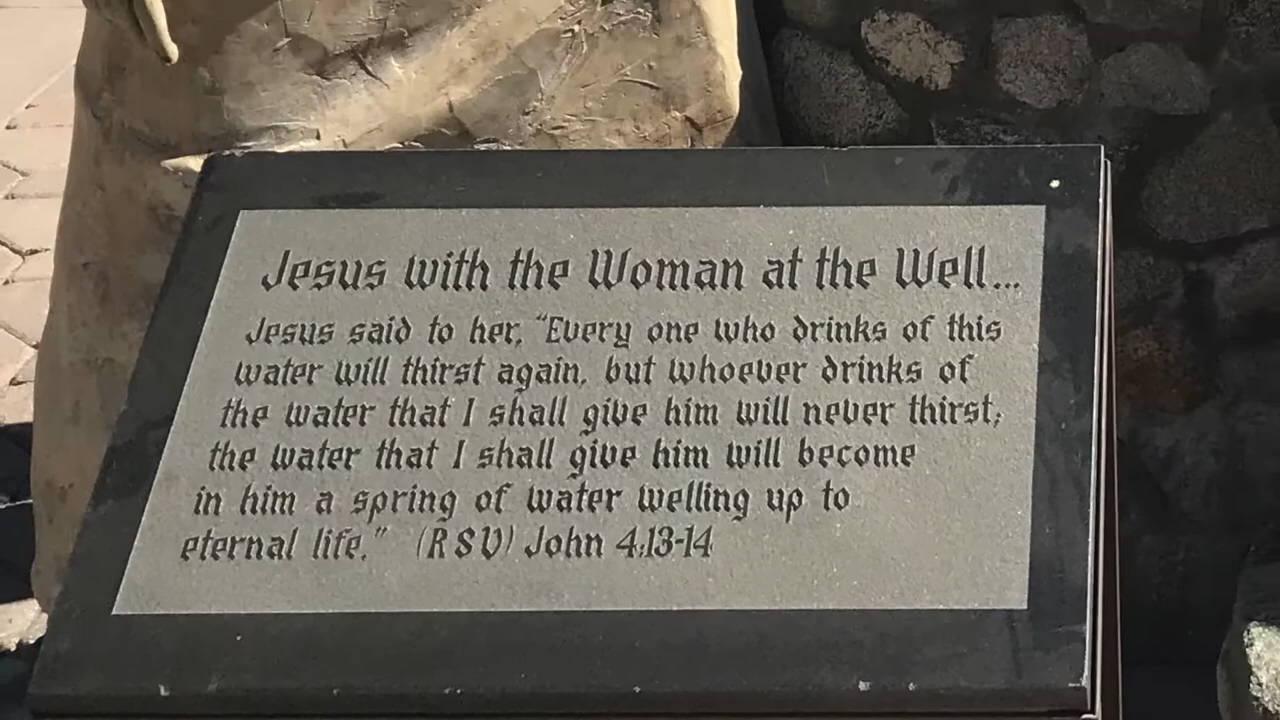 Jesus with the Woman at the Well...
Jesus said to her, "Every one who drinks of this
water will thirst again, but whoever drinks of
the water that I shall give him will never thirst;
the water that I shall give him will become
in him a spring of water welling up to
eternal life." (RSV) John 4:13-14